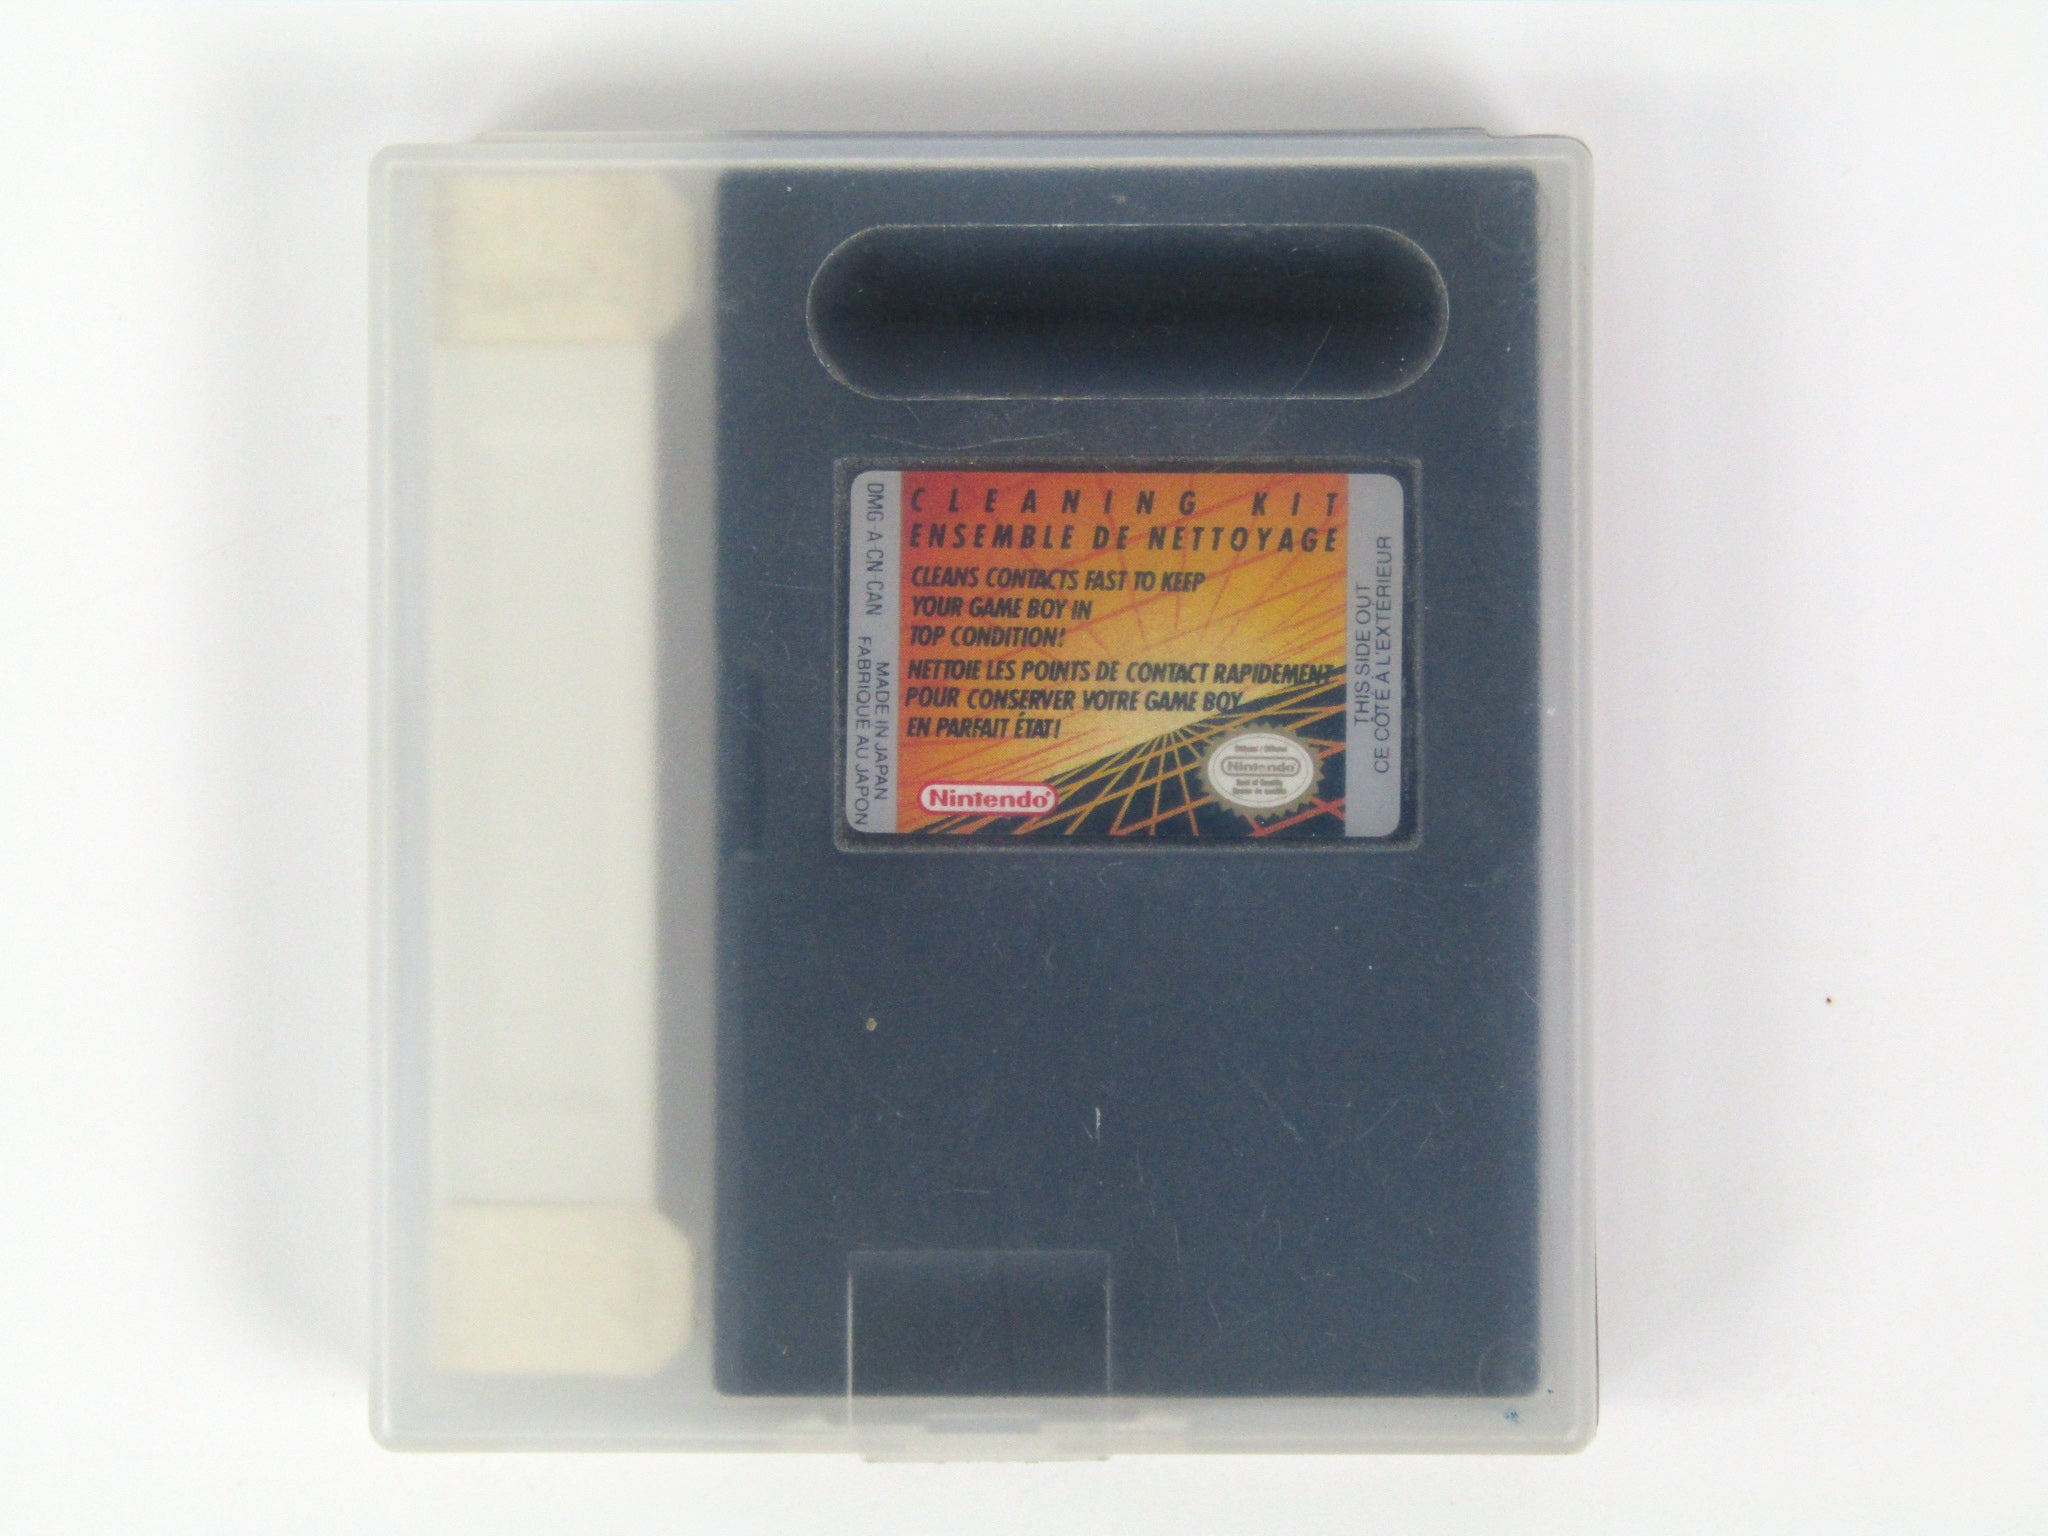 CLEANING KIT
ENSEMBLE DE NETTOYAGE
CLEANS CONTACTS FAST TO KEEP
YOUR GAME BOY IN
TOP CONDITION!
NETTOIE LES POINTS DE CONTACT RAPIDEMENT
POUR CONSERVER VOTRE GAME BOY
EN PARFAIT ÉTAT!
Nintendo®
Nintendo
DMG-A-CN-CAN
MADE IN JAPAN
FABRIQUE AU JAPON
THIS SIDE OUT
CE CÔTÉ À L'EXTÉRIEUR